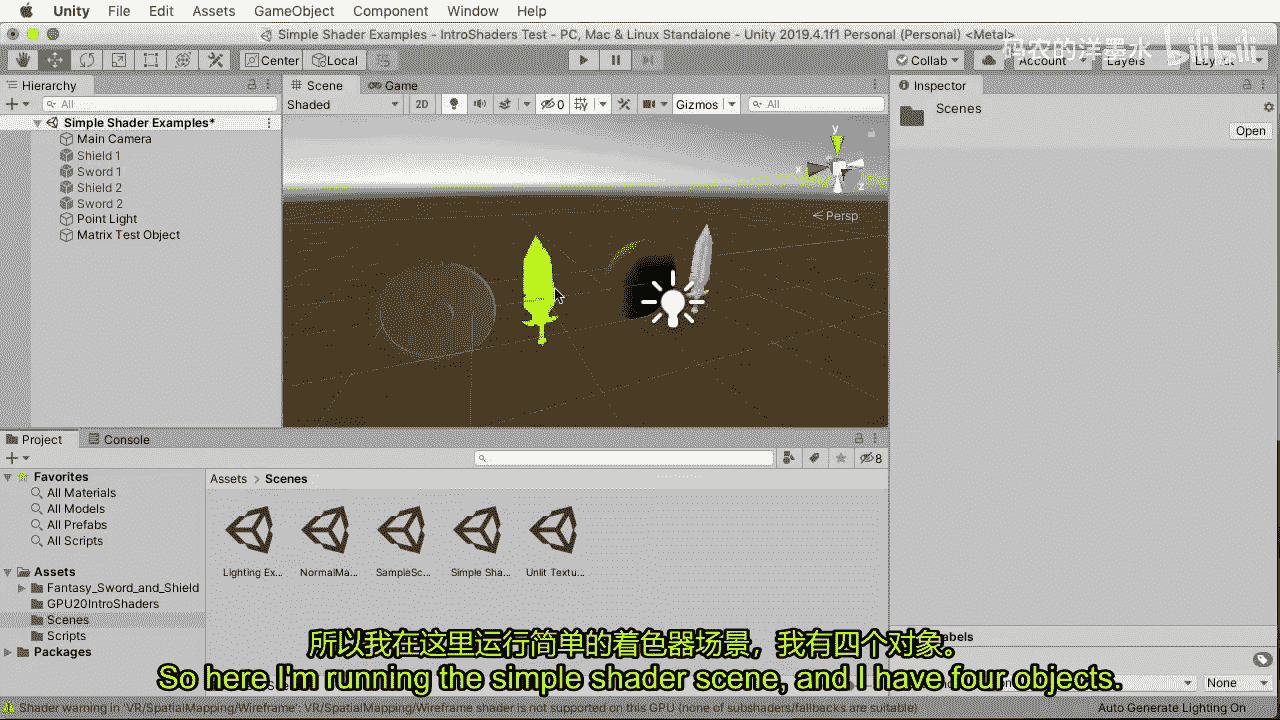 Unity File Edit Assets GameObject Component Window Help
Simple Shader Examples - IntroShaders Test - PC, Mac & Linux Standalone - Unity 2019.4.1f1 Personal (Personal) <Metal>
码农的洋墨水 bilibili
Center Local Collab Account Layers
Hierarchy Scene Game Inspector
All Shaded 2D 0 Gizmos All Scenes
Open
Simple Shader Examples*
Main Camera
Shield 1
Sword 1
Shield 2
Sword 2
Point Light
Matrix Test Object
y
x
z
Persp
Project Console
8
Favorites
All Materials
All Models
All Prefabs
All Scripts
Assets
Fantasy_Sword_and_Shield
GPU20IntroShaders
Scenes
Scripts
Packages
Assets > Scenes
Lighting Ex... NormalMa... SampleSc... Simple Sha... Unlit Textu...
所以我在这里运行简单的着色器场景，我有四个对象。
So here I'm running the simple shader scene, and I have four objects.
None
Shader warning in 'VR/SpatialMapping/Wireframe': VR/SpatialMapping/Wireframe shader is not supported on this GPU (none of subshaders/fallbacks are suitable)
Auto Generate Lighting On